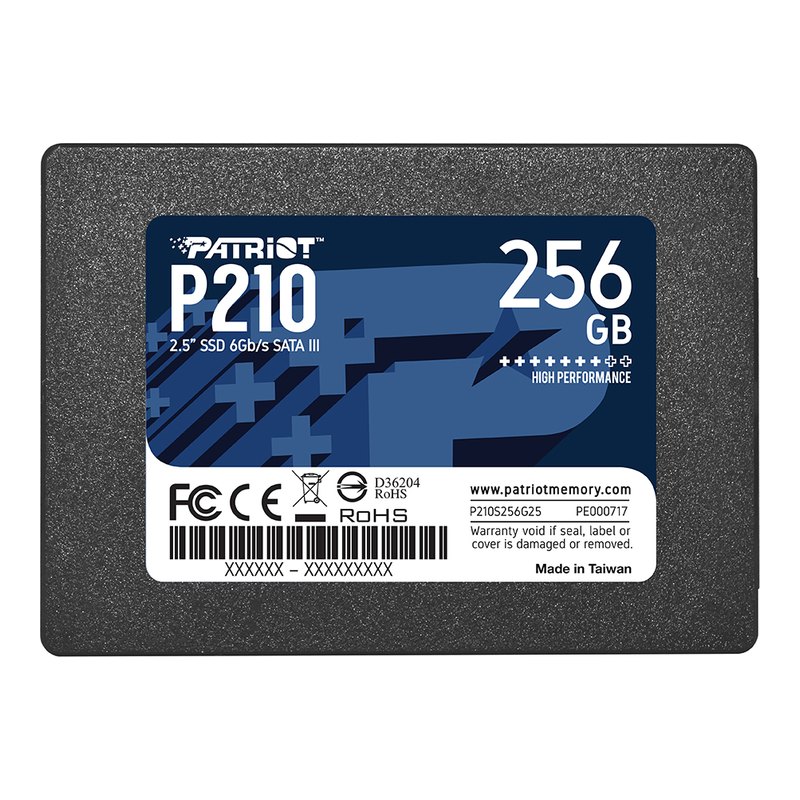 PATRIOT™
P210
2.5” SSD 6Gb/s SATA III
256
GB
HIGH PERFORMANCE
FC CE
D36204
RoHS
RoHS
XXXXXX – XXXXXXXXX
www.patriotmemory.com
P210S256G25 PE000717
Warranty void if seal, label or
cover is damaged or removed.
Made in Taiwan